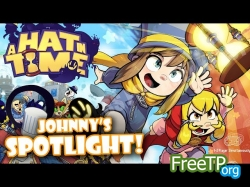 A HAT IN
TIME
JOHNNY'S
SPOTLIGHT!
FreeTP
.org